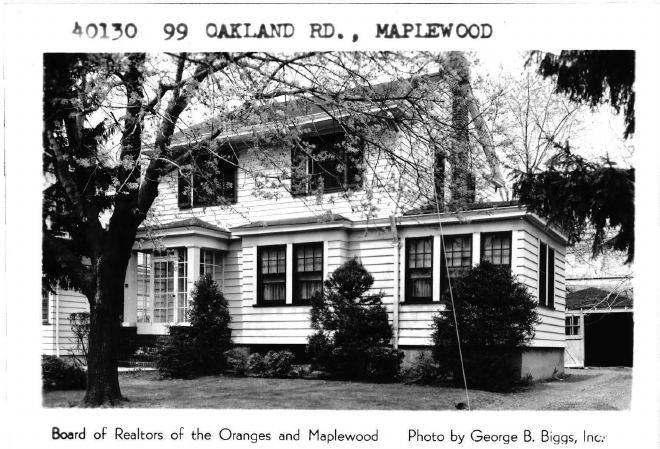 40130 99 OAKLAND RD., MAPLEWOOD
Board of Realtors of the Oranges and Maplewood Photo by George B. Biggs, Inc.